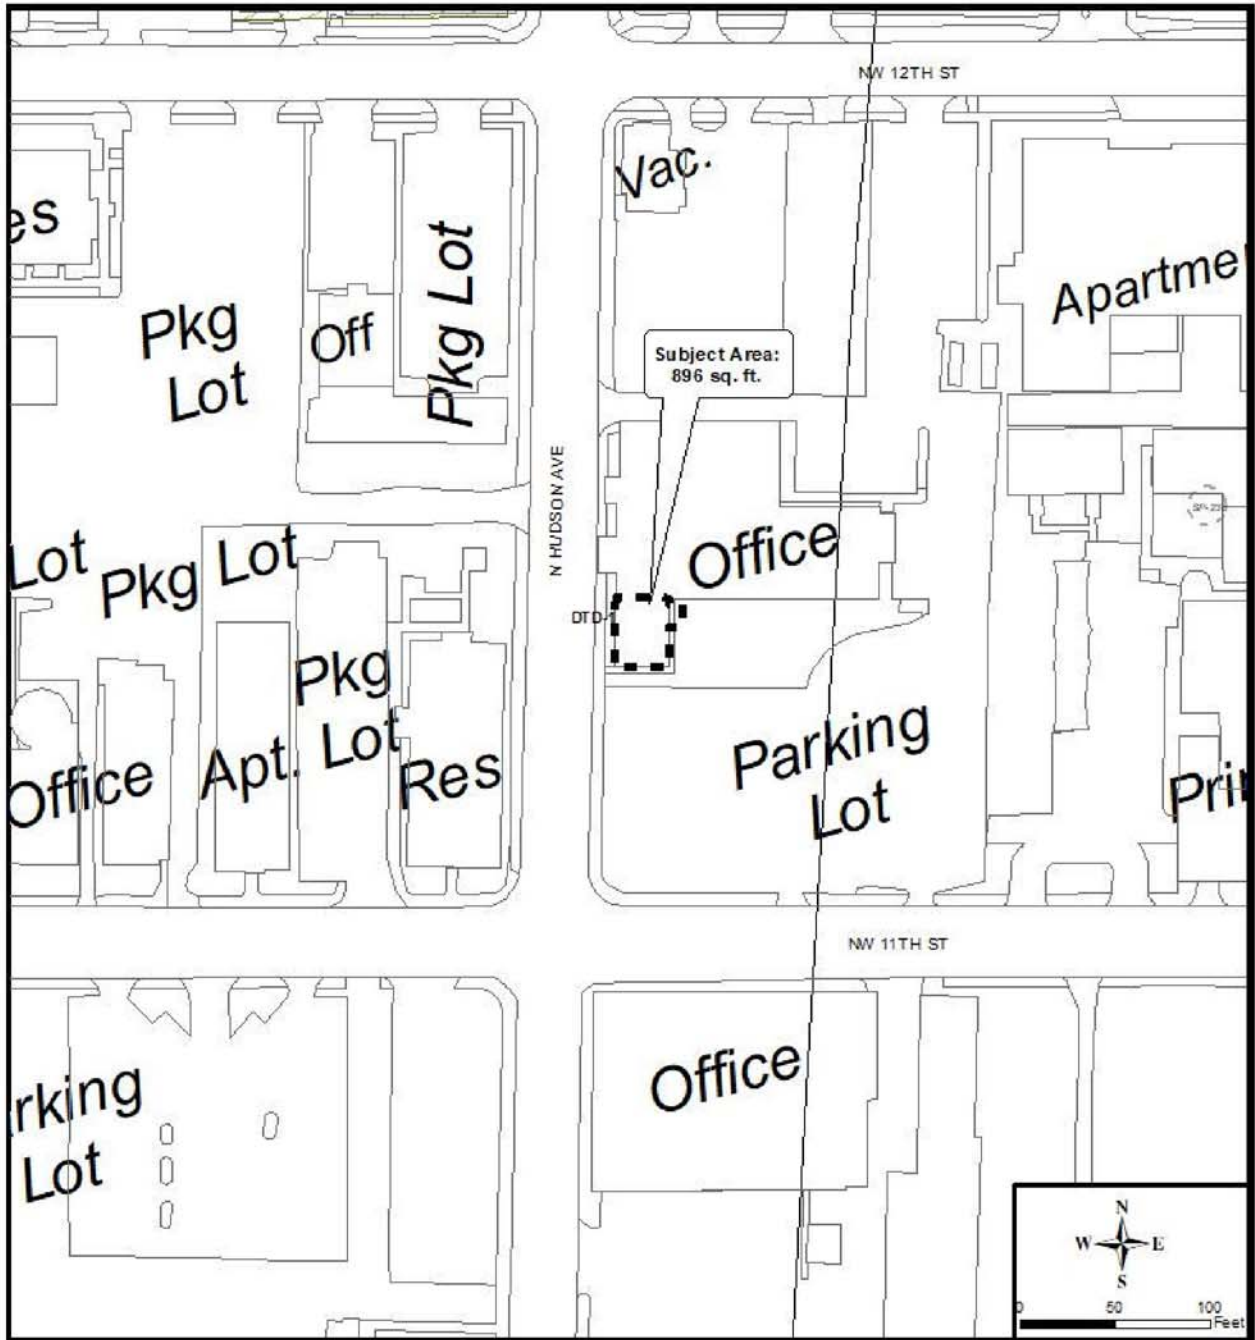 NW 12TH ST
Vac.
es
Apartme
Pkg
Lot
Off
Pkg Lot
Subject Area:
896 sq. ft.
N HUDSON AVE
Office
Lot
Pkg Lot
DTD-1
Pkg
Lot
Parking
Lot
Office
Apt.
Res
Pri
NW 11TH ST
Office
rking
Lot
N
W
E
S
0 50 100
Feet